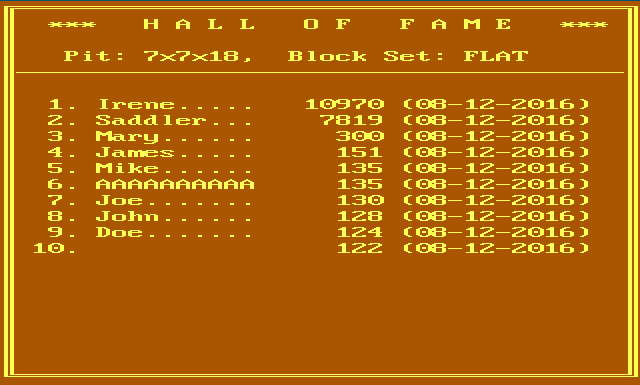 *** H A L L  O F  F A M E ***
Pit: 7x7x18,  Block Set: FLAT
1. Irene..... 10970 (08-12-2016)
2. Saddler... 7819 (08-12-2016)
3. Mary...... 300 (08-12-2016)
4. James..... 151 (08-12-2016)
5. Mike...... 135 (08-12-2016)
6. AAAAAAAAAA 135 (08-12-2016)
7. Joe....... 130 (08-12-2016)
8. John...... 128 (08-12-2016)
9. Doe....... 124 (08-12-2016)
10. 122 (08-12-2016)